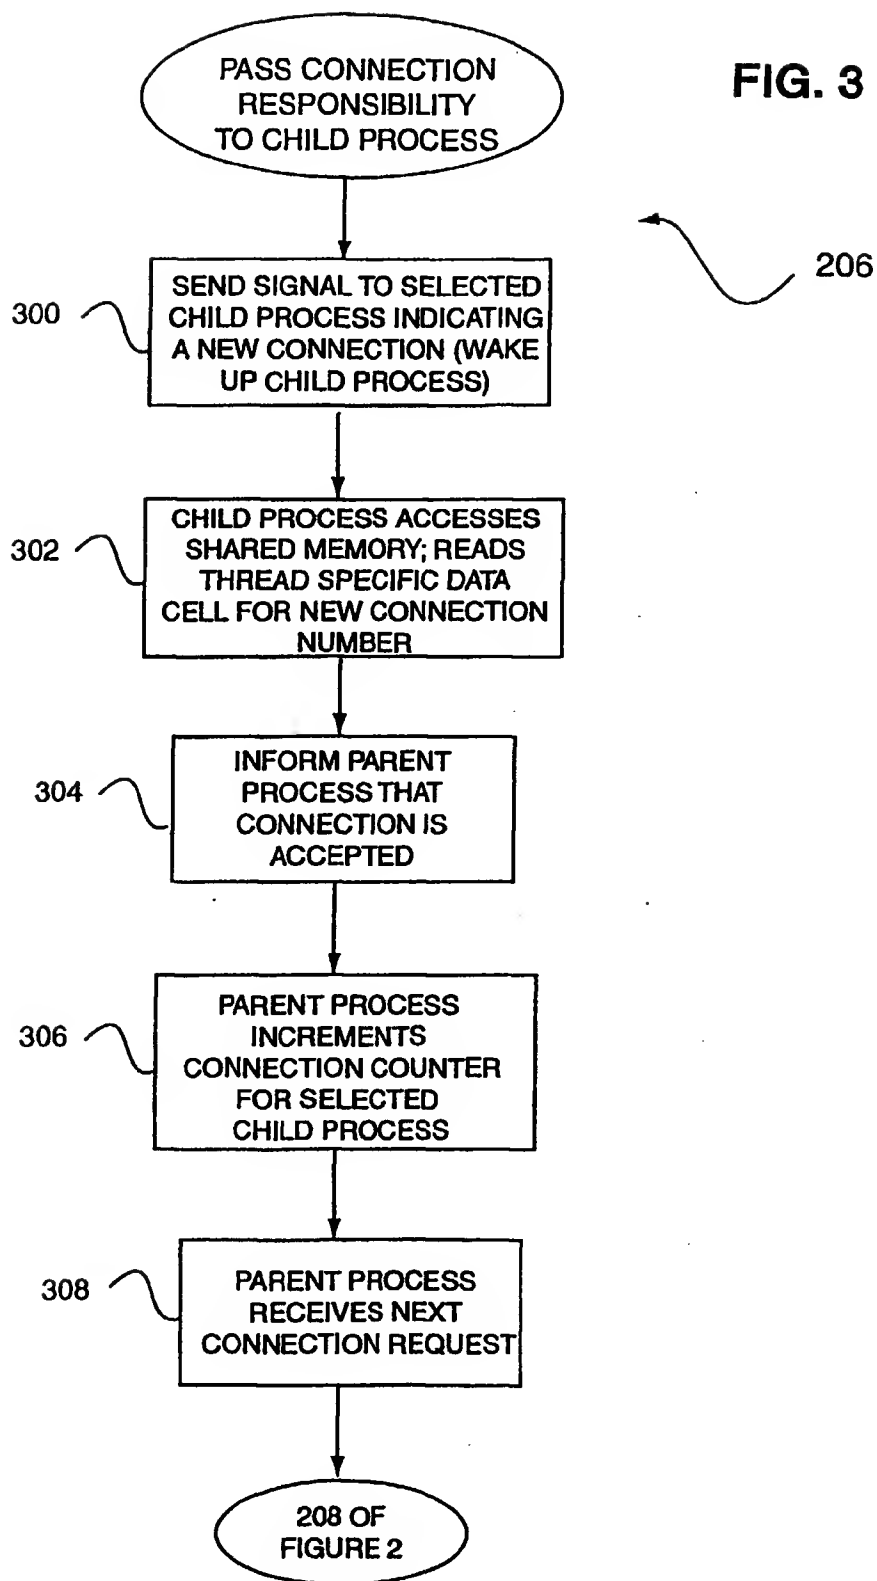 PASS CONNECTION
RESPONSIBILITY
TO CHILD PROCESS
FIG. 3
206
300
SEND SIGNAL TO SELECTED
CHILD PROCESS INDICATING
A NEW CONNECTION (WAKE
UP CHILD PROCESS)
302
CHILD PROCESS ACCESSES
SHARED MEMORY; READS
THREAD SPECIFIC DATA
CELL FOR NEW CONNECTION
NUMBER
304
INFORM PARENT
PROCESS THAT
CONNECTION IS
ACCEPTED
306
PARENT PROCESS
INCREMENTS
CONNECTION COUNTER
FOR SELECTED
CHILD PROCESS
308
PARENT PROCESS
RECEIVES NEXT
CONNECTION REQUEST
208 OF
FIGURE 2